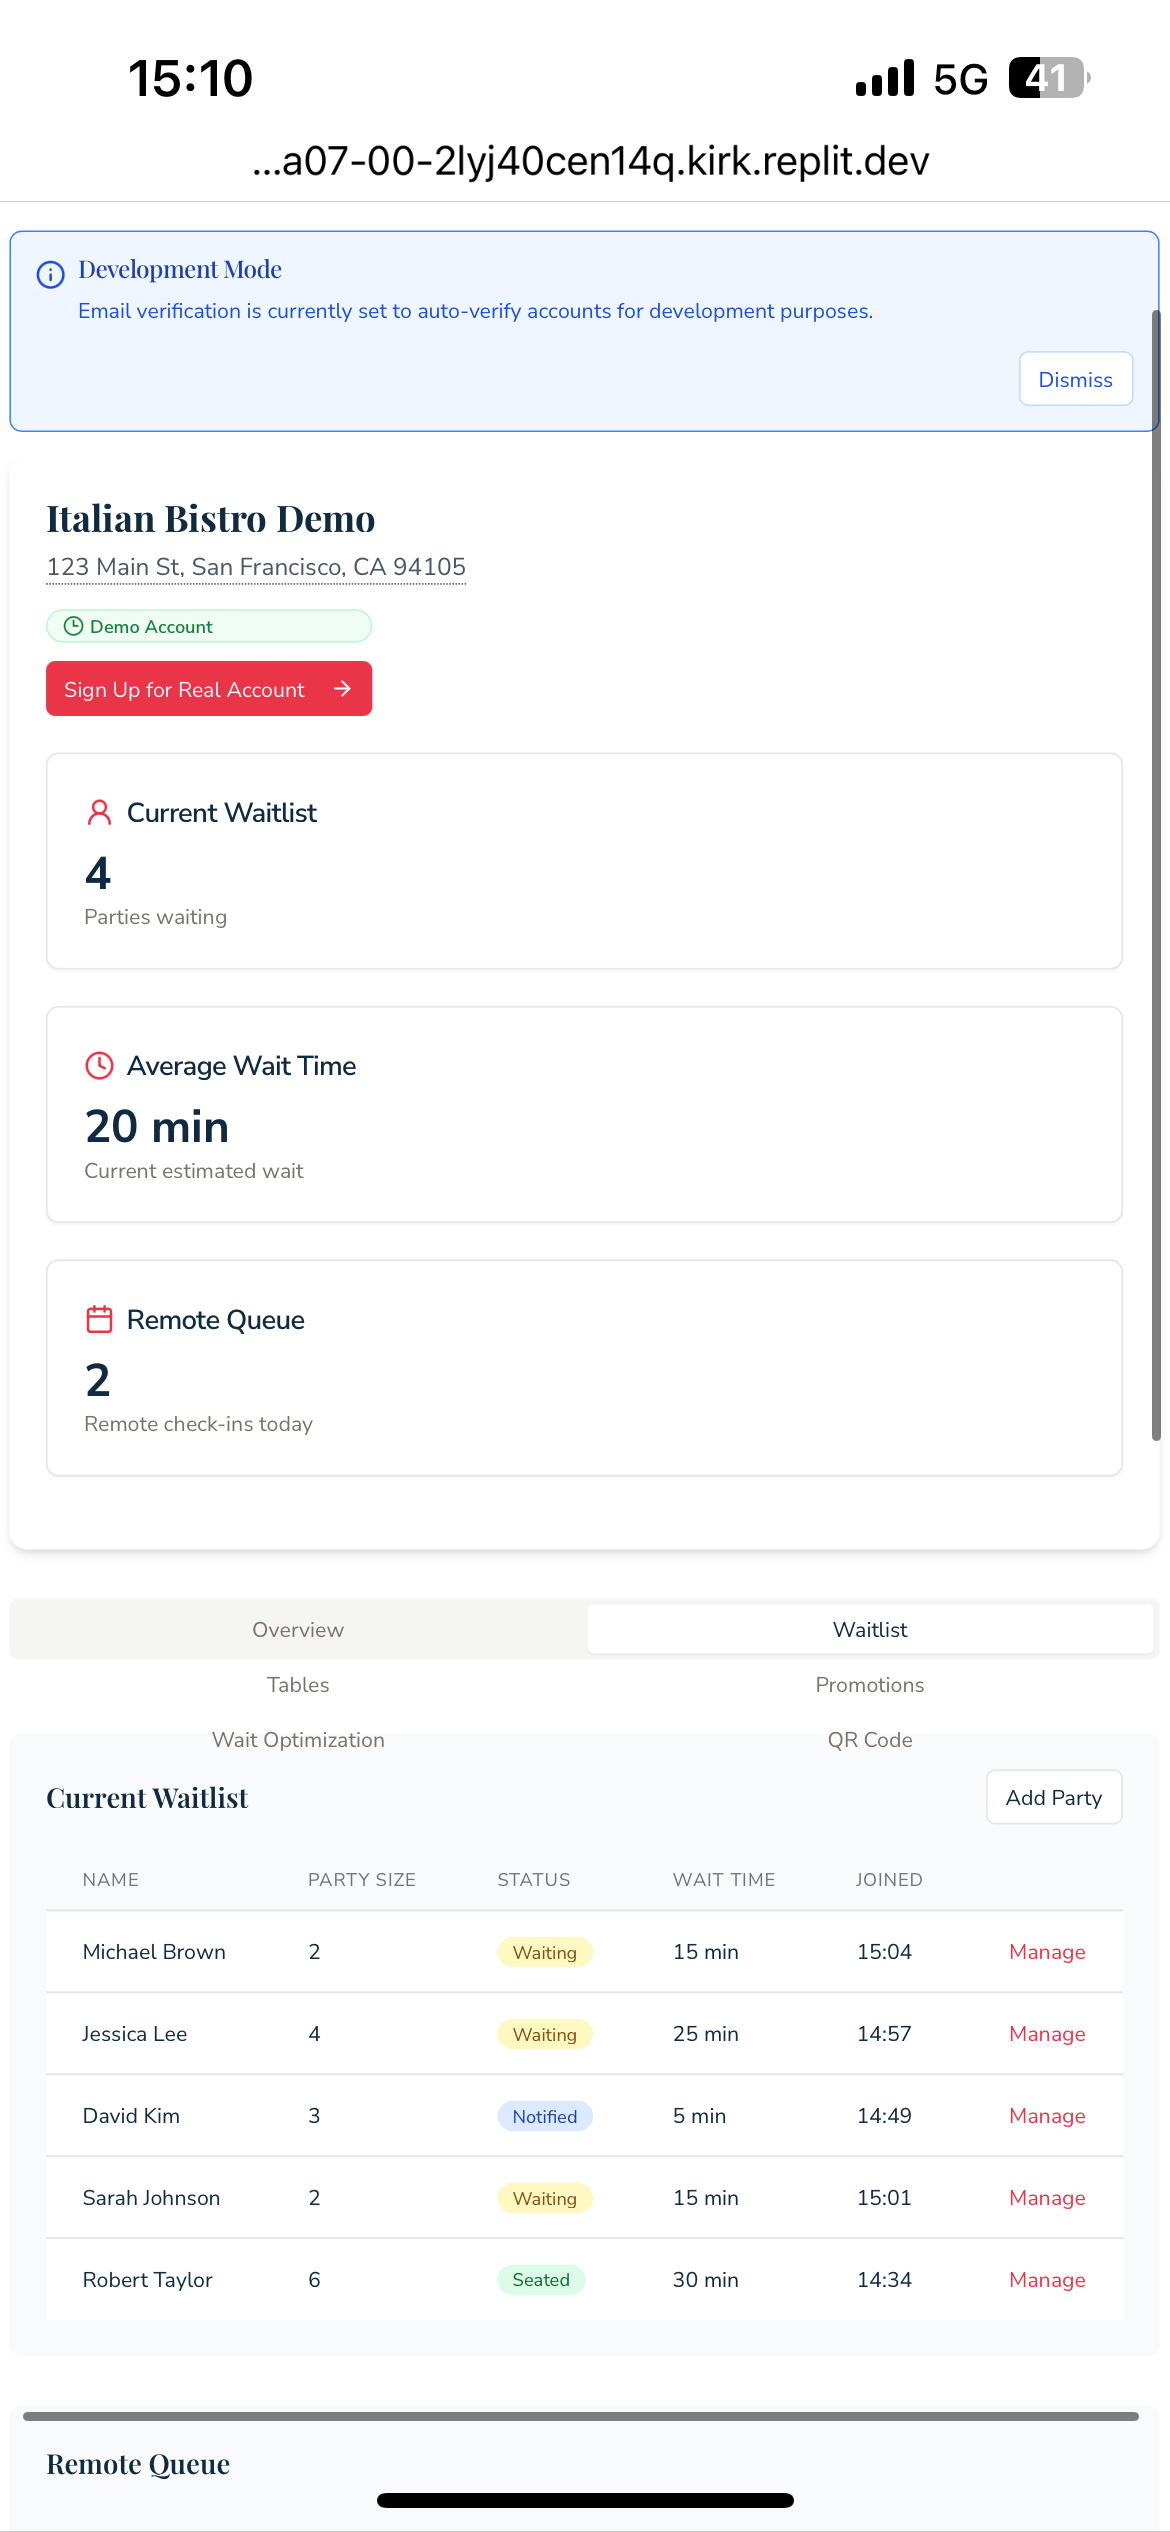 15:10
5G 41
...a07-00-2lyj40cen14q.kirk.replit.dev
Development Mode
Email verification is currently set to auto-verify accounts for development purposes.
Dismiss
Italian Bistro Demo
123 Main St, San Francisco, CA 94105
Demo Account
Sign Up for Real Account →
Current Waitlist
4
Parties waiting
Average Wait Time
20 min
Current estimated wait
Remote Queue
2
Remote check-ins today
Overview Waitlist
Tables Promotions
Wait Optimization QR Code
Current Waitlist Add Party
NAME PARTY SIZE STATUS WAIT TIME JOINED
Michael Brown 2 Waiting 15 min 15:04 Manage
Jessica Lee 4 Waiting 25 min 14:57 Manage
David Kim 3 Notified 5 min 14:49 Manage
Sarah Johnson 2 Waiting 15 min 15:01 Manage
Robert Taylor 6 Seated 30 min 14:34 Manage
Remote Queue